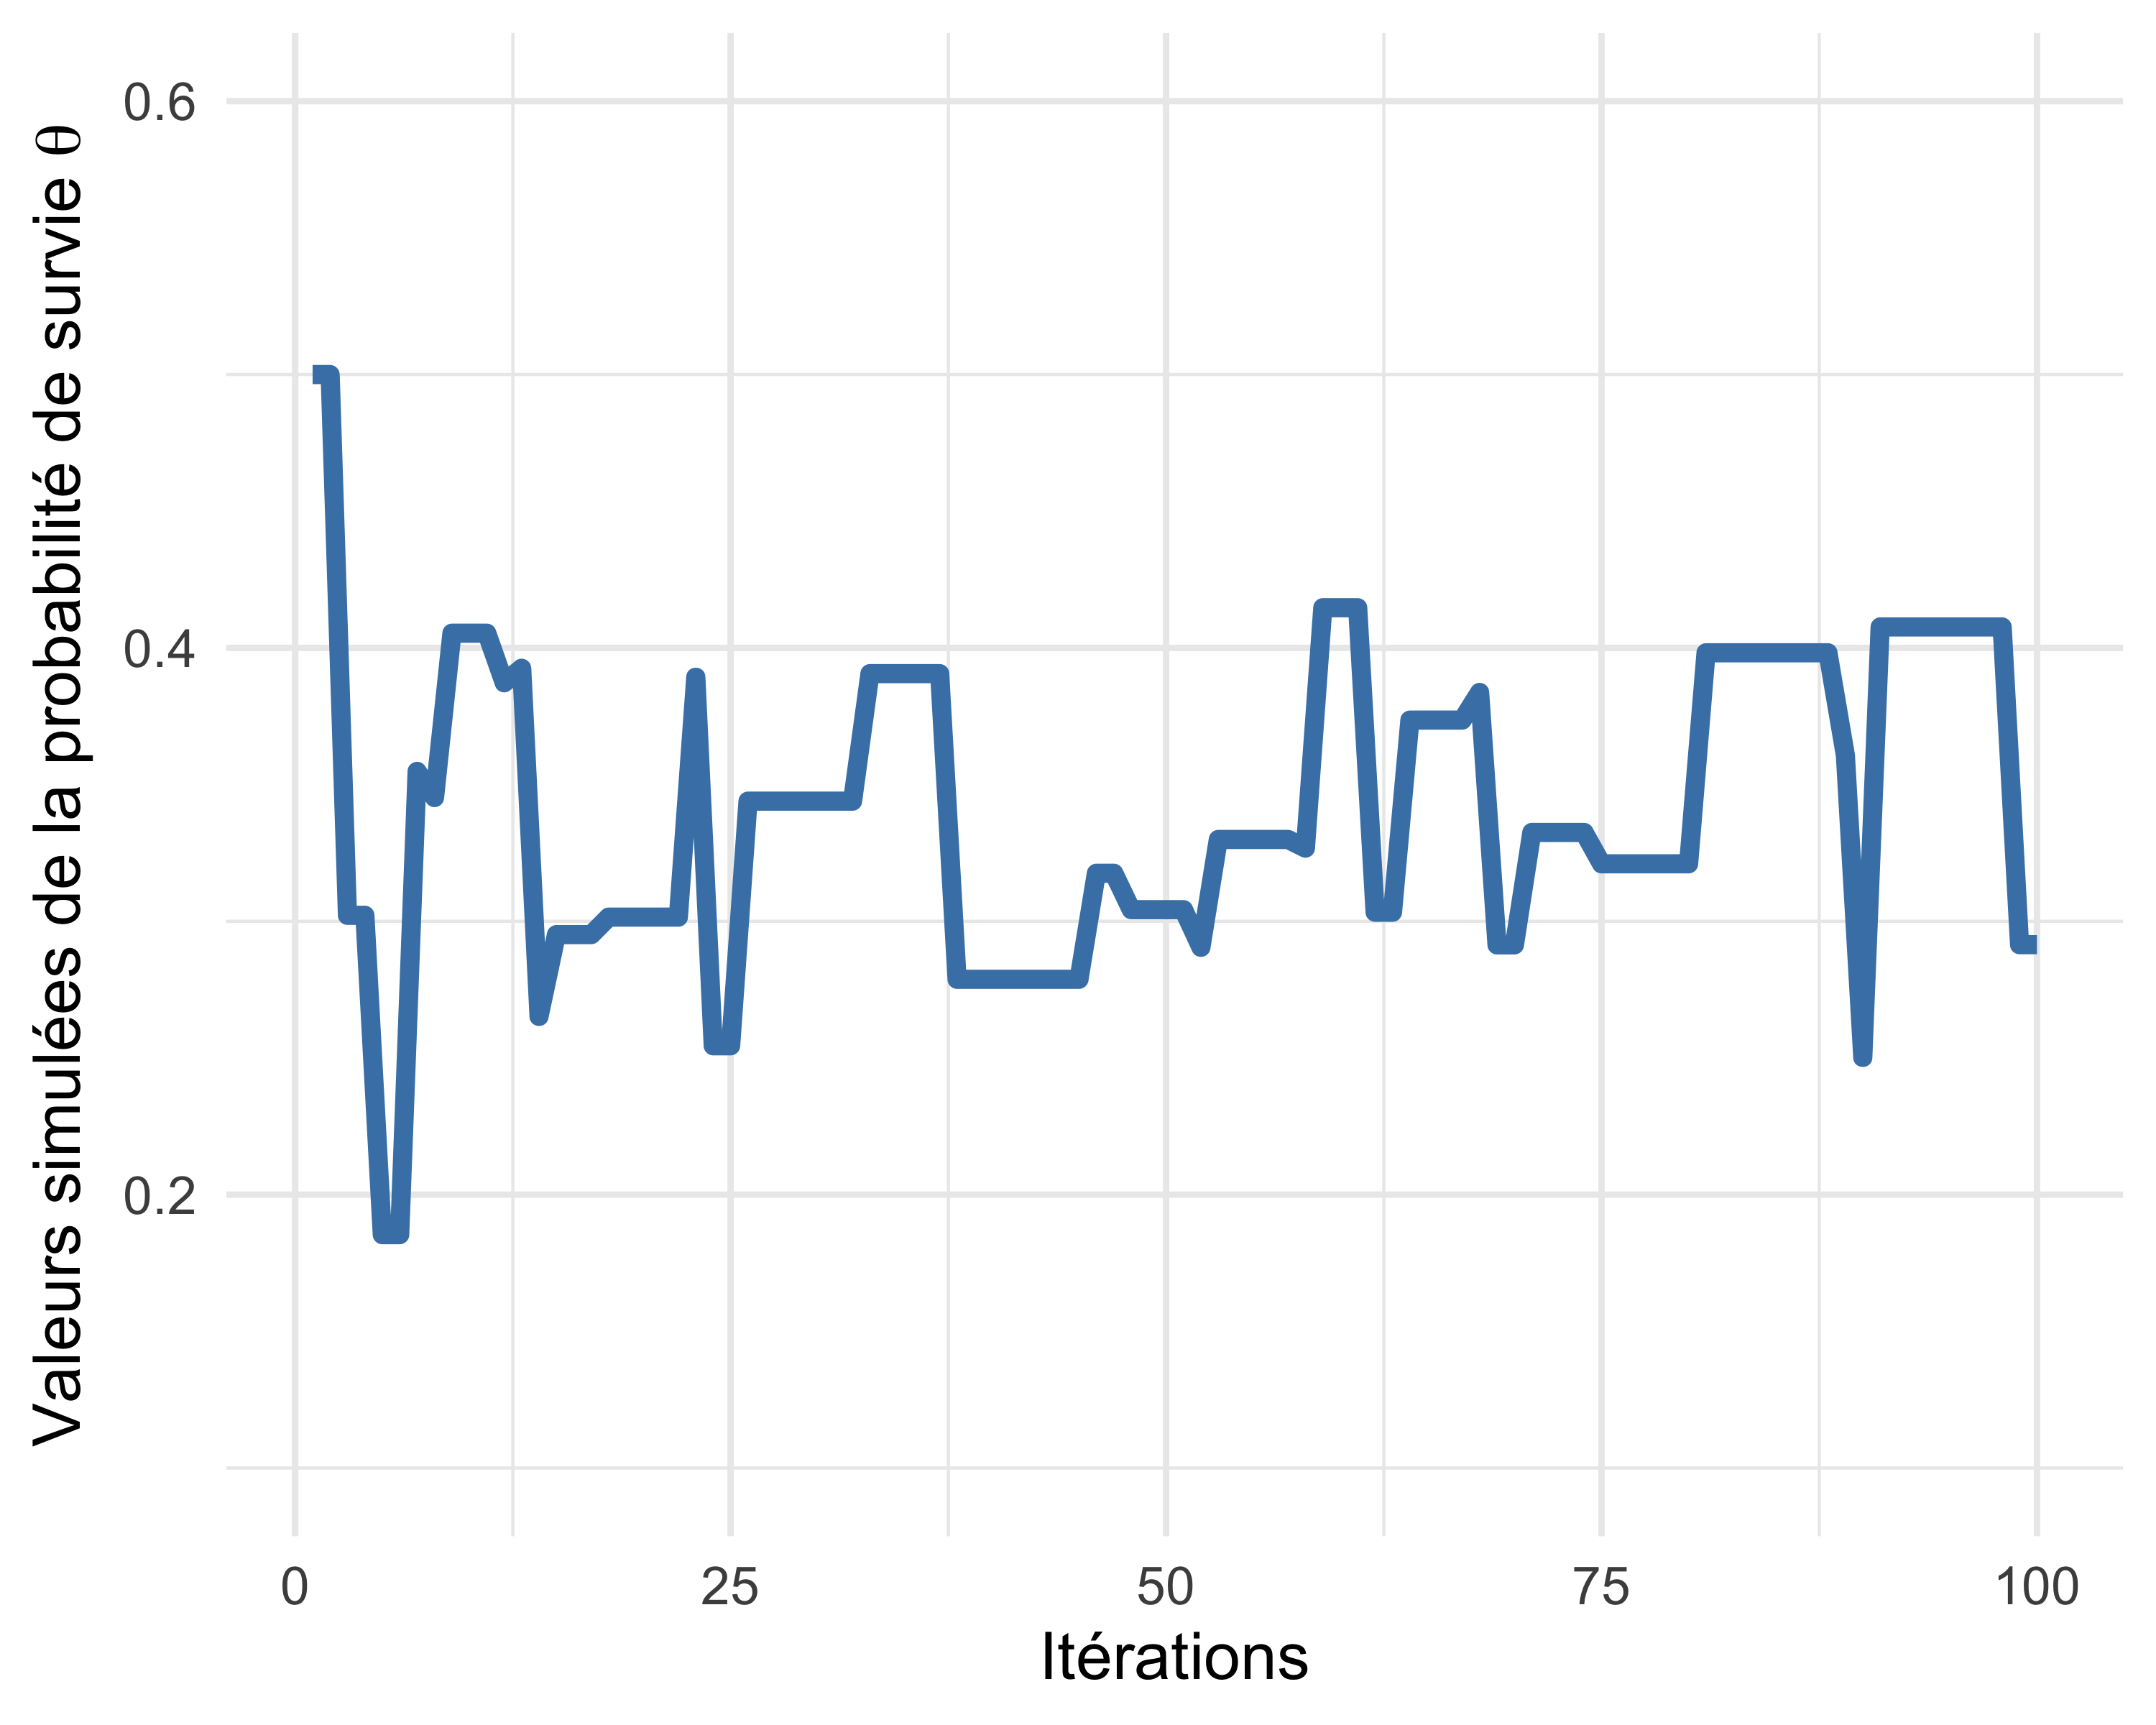 Valeurs simulées de la probabilité de survie θ
0.6
0.4
0.2
0 25 50 75 100
Itérations